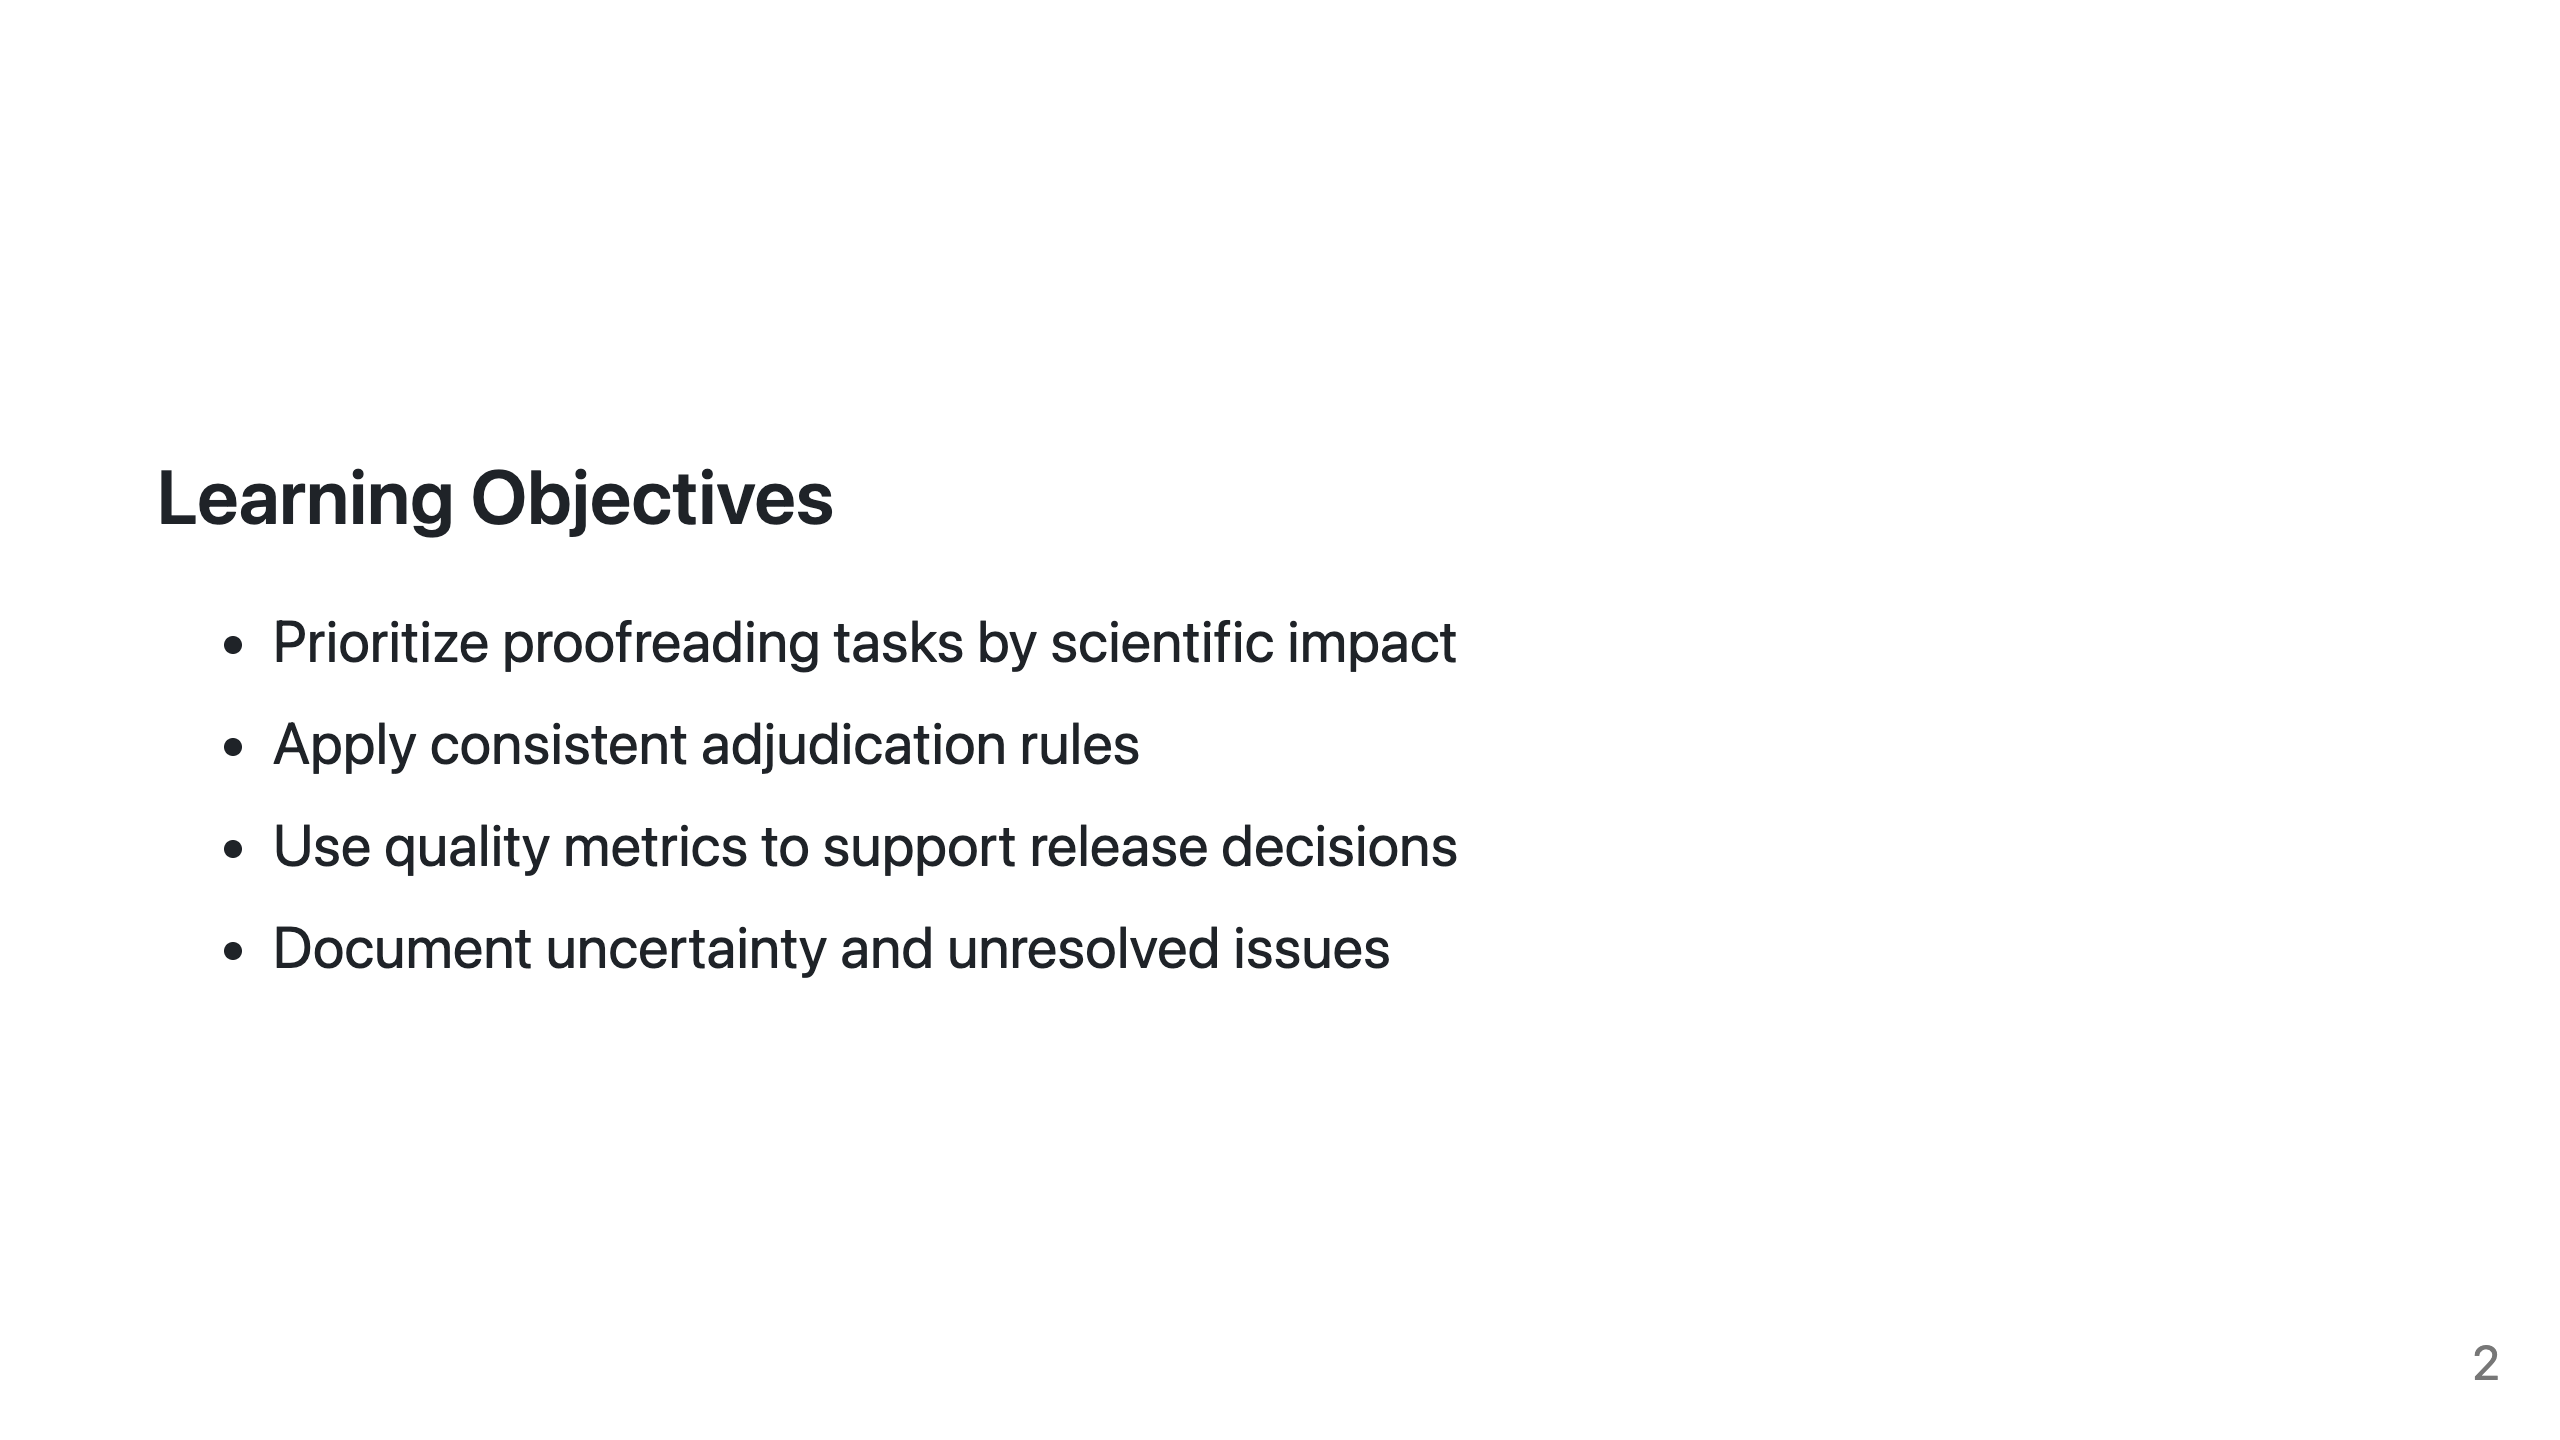 Learning Objectives
• Prioritize proofreading tasks by scientific impact
• Apply consistent adjudication rules
• Use quality metrics to support release decisions
• Document uncertainty and unresolved issues
2